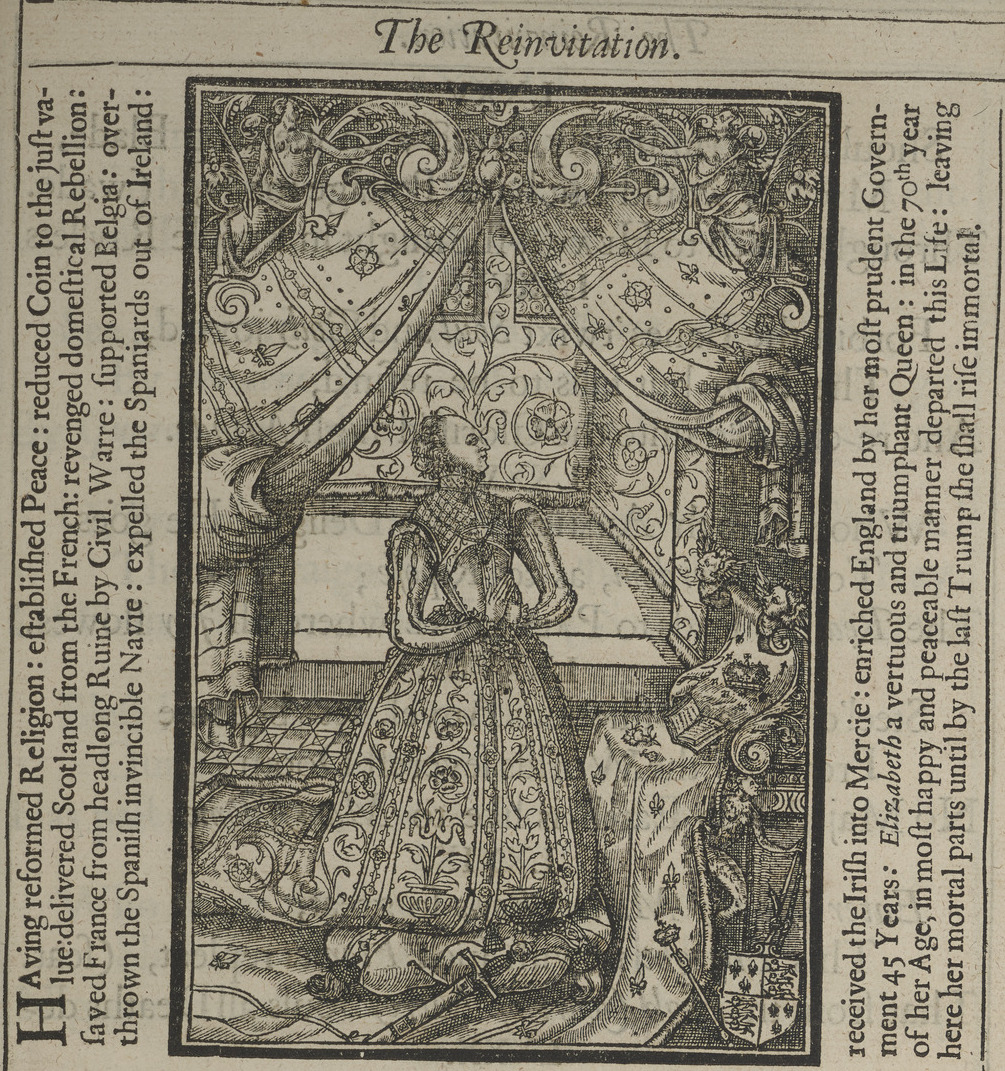 The Reinvitation.
HAving reformed Religion : eſtabliſhed Peace : reduced Coin to the juſt va-
lue: delivered Scotland from the French: revenged domeſtical Rebellion:
ſaved France from headlong Ruine by Civil . Warre : ſupported Belgia: over-
thrown the Spaniſh invincible Navie : expelled the Spaniards out of Ireland :
received the Iriſh into Mercie : enriched England by her moſt prudent Govern-
ment 45 Years: Elizabeth a vertuous and triumphant Queen : in the 70th year
of her Age, in moſt happy and peaceable manner departed this Life : leaving
here her mortal parts until by the laſt Trump ſhe ſhall riſe immortal.